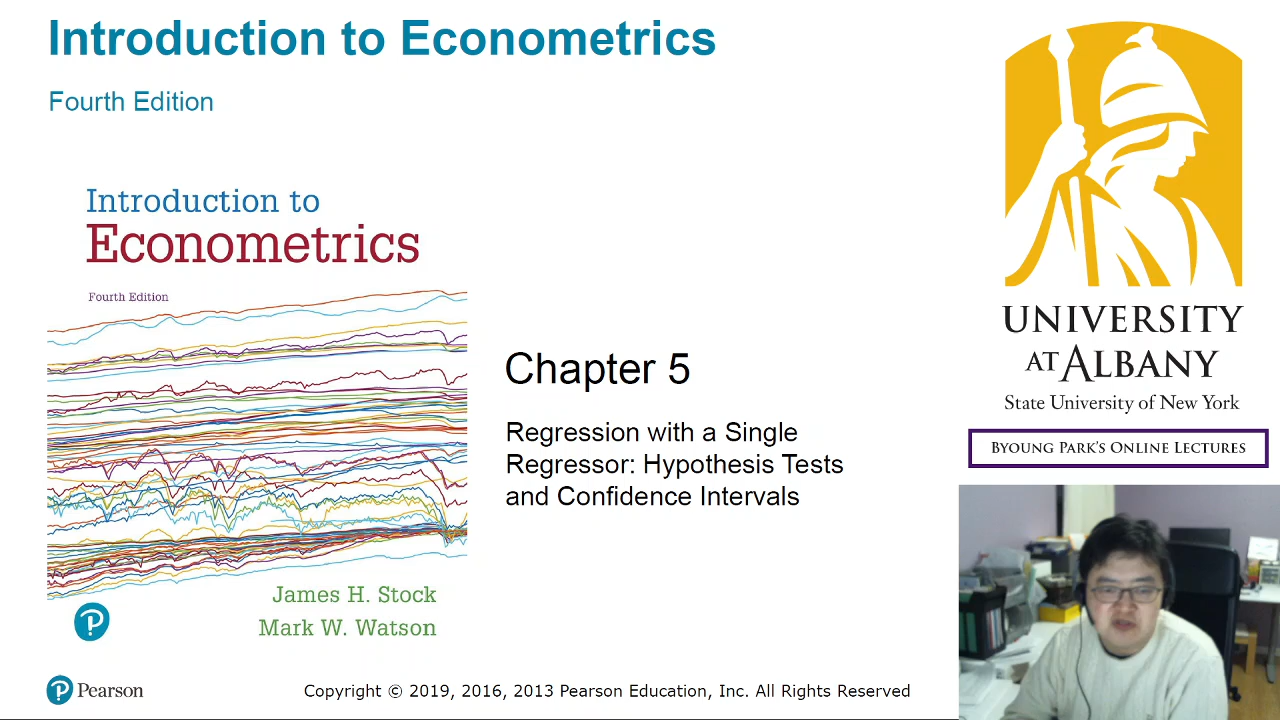 Introduction to Econometrics
Fourth Edition
Introduction to
Econometrics
Fourth Edition
James H. Stock
Mark W. Watson
Chapter 5
Regression with a Single
Regressor: Hypothesis Tests
and Confidence Intervals
Pearson
Copyright © 2019, 2016, 2013 Pearson Education, Inc. All Rights Reserved
UNIVERSITY
AT ALBANY
State University of New York
BYOUNG PARK'S ONLINE LECTURES